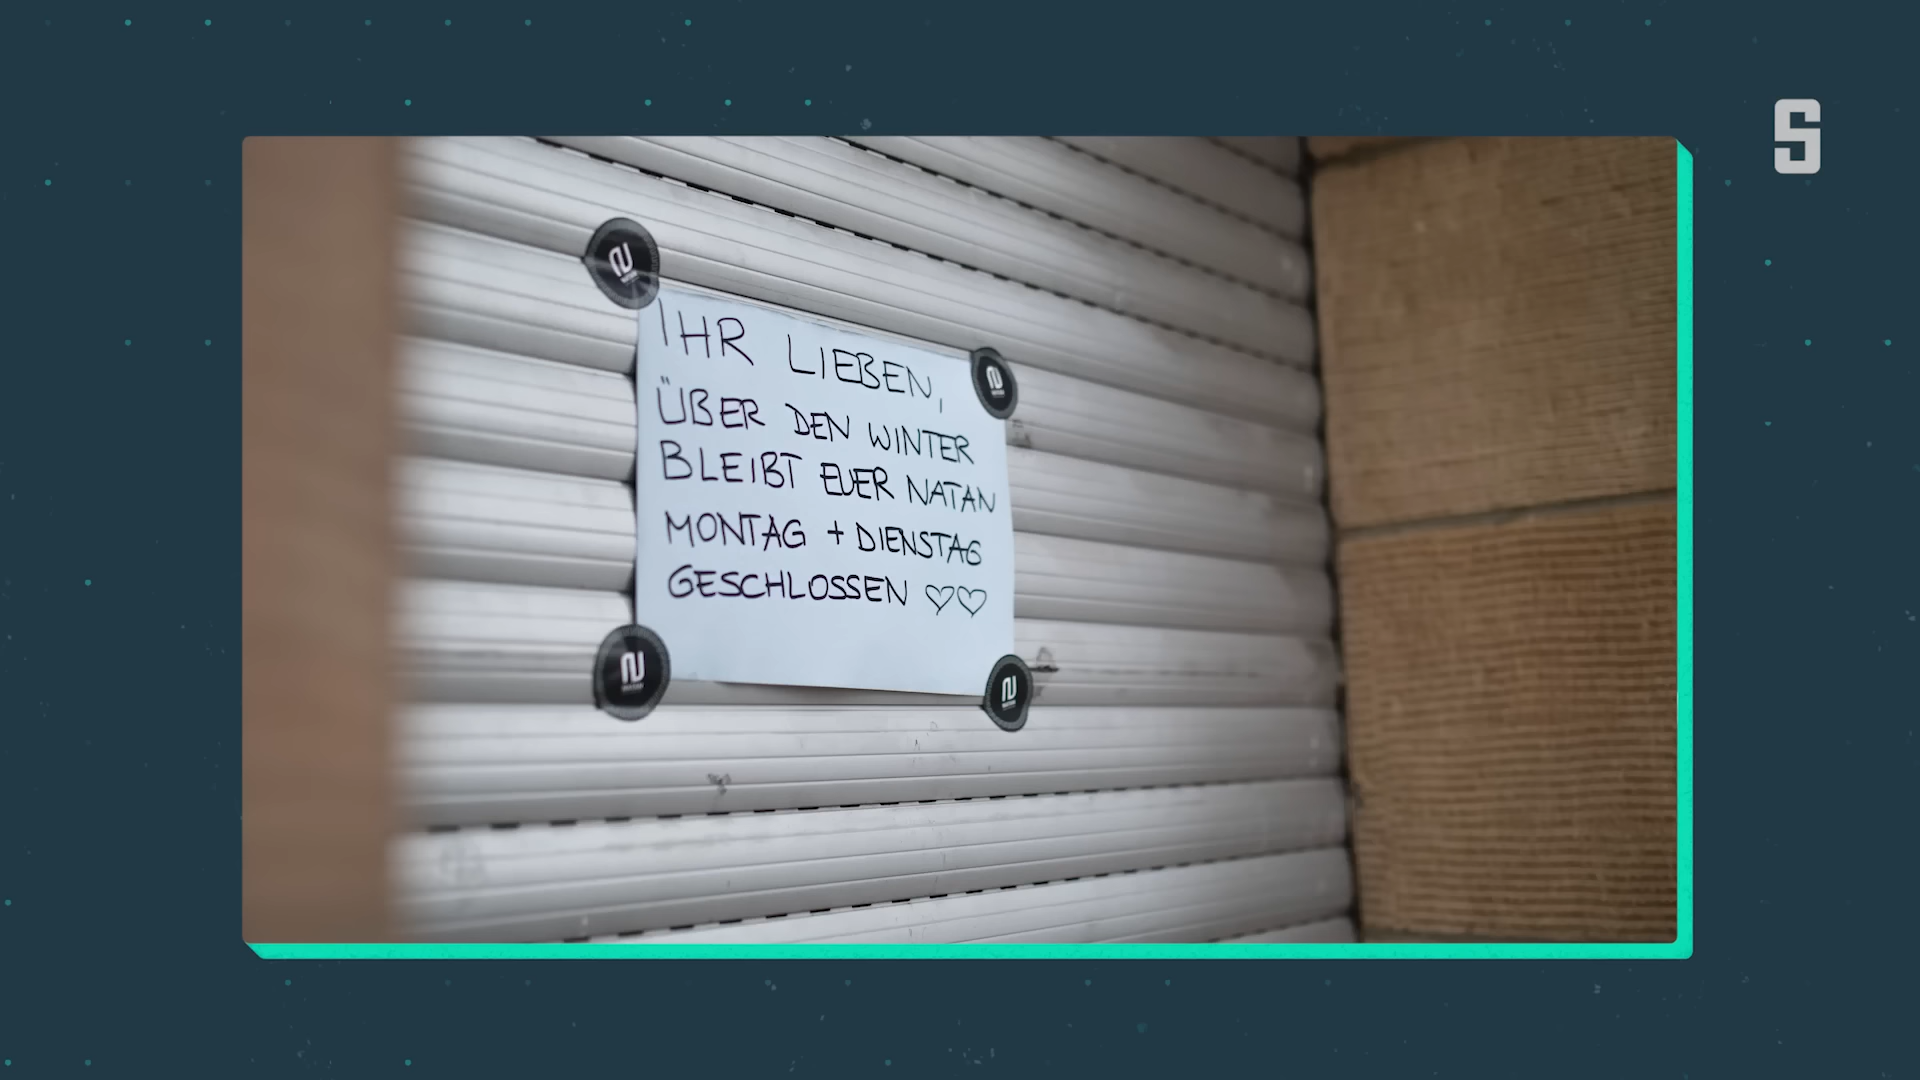 S
IHR LIEBEN,
ÜBER DEN WINTER
BLEIBT EUER NATAN
MONTAG + DIENSTAG
GESCHLOSSEN ♡♡